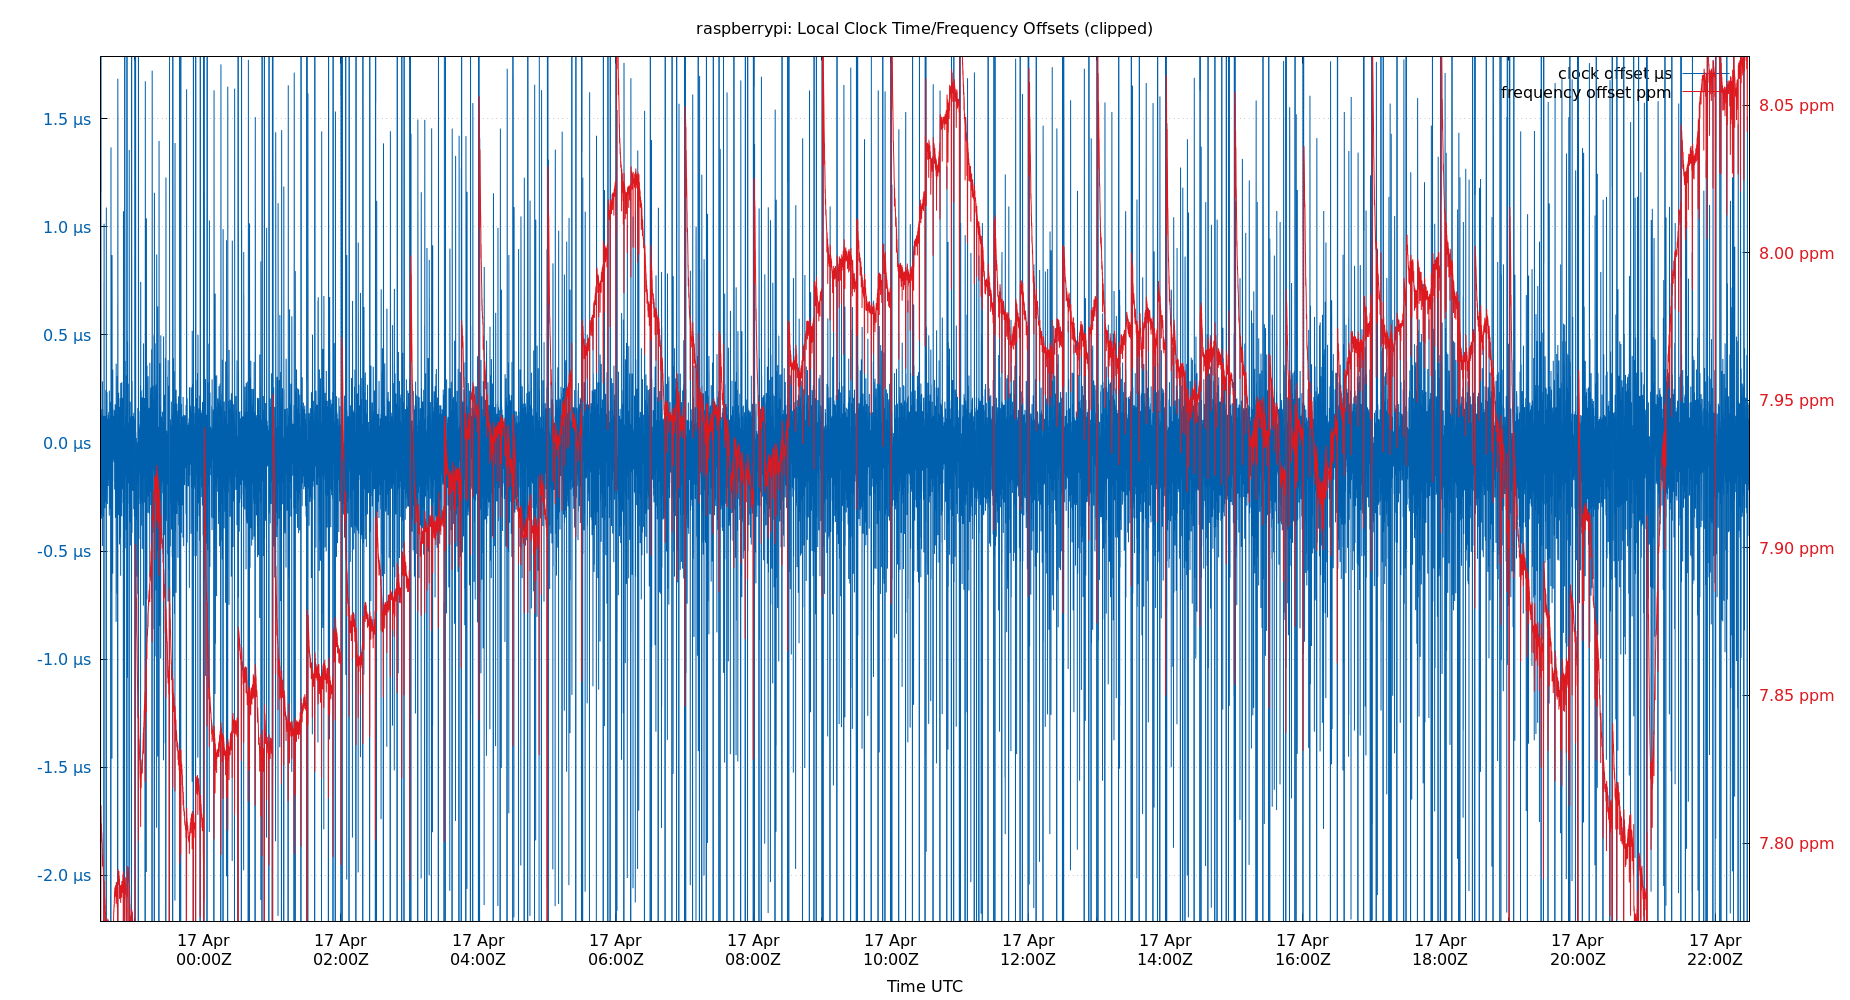 raspberrypi: Local Clock Time/Frequency Offsets (clipped)
clock offset µs
frequency offset ppm
1.5 µs
1.0 µs
0.5 µs
0.0 µs
-0.5 µs
-1.0 µs
-1.5 µs
-2.0 µs
8.05 ppm
8.00 ppm
7.95 ppm
7.90 ppm
7.85 ppm
7.80 ppm
17 Apr 17 Apr 17 Apr 17 Apr 17 Apr 17 Apr 17 Apr 17 Apr 17 Apr 17 Apr 17 Apr 17 Apr
00:00Z 02:00Z 04:00Z 06:00Z 08:00Z 10:00Z 12:00Z 14:00Z 16:00Z 18:00Z 20:00Z 22:00Z
Time UTC